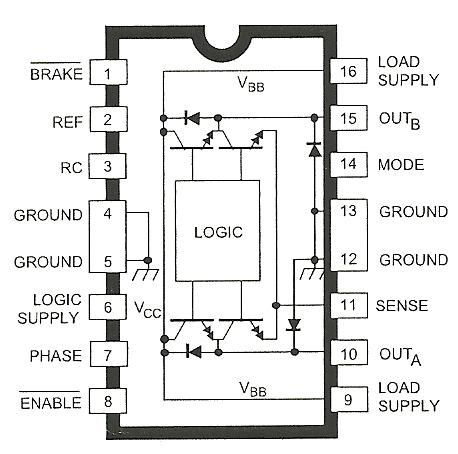 BRAKE 1
REF 2
RC 3
GROUND 4
GROUND 5
LOGIC
SUPPLY 6
PHASE 7
ENABLE 8
VBB
LOGIC
VCC
VBB
16 LOAD
SUPPLY
15 OUTB
14 MODE
13 GROUND
12 GROUND
11 SENSE
10 OUTA
9 LOAD
SUPPLY